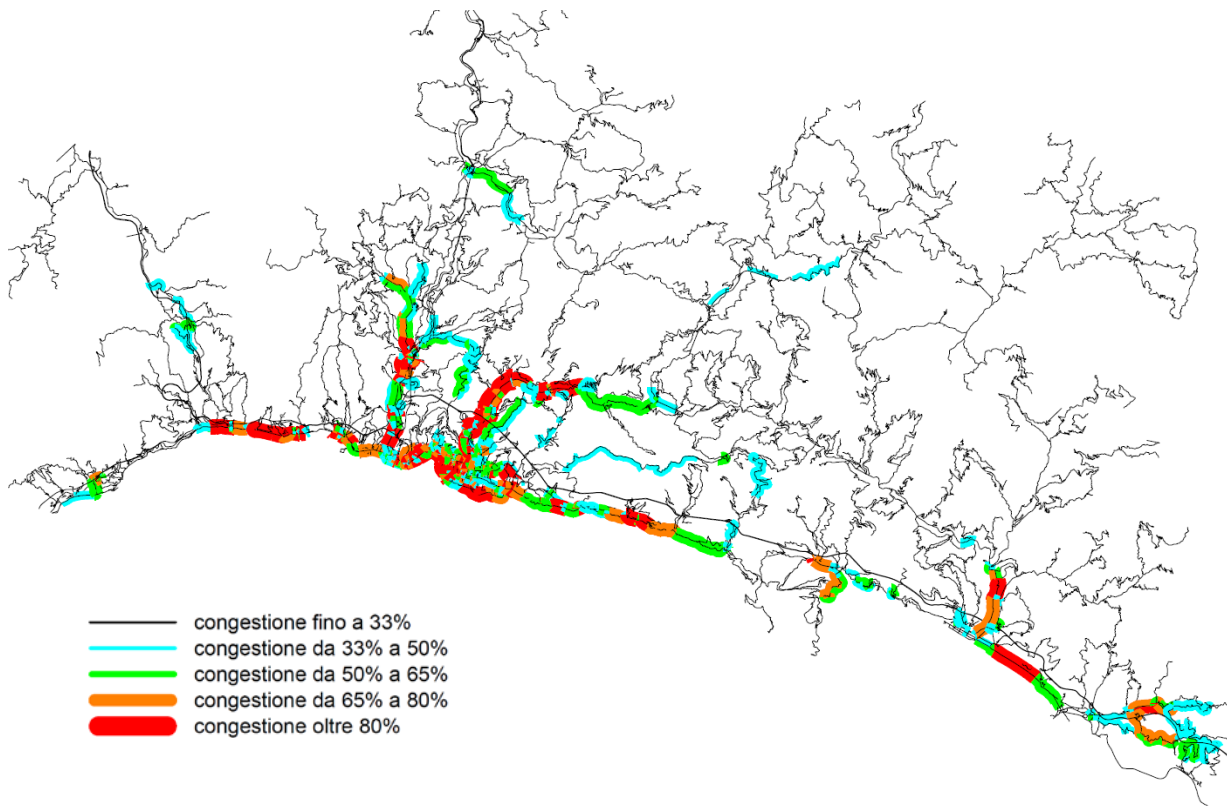 congestione fino a 33%
congestione da 33% a 50%
congestione da 50% a 65%
congestione da 65% a 80%
congestione oltre 80%